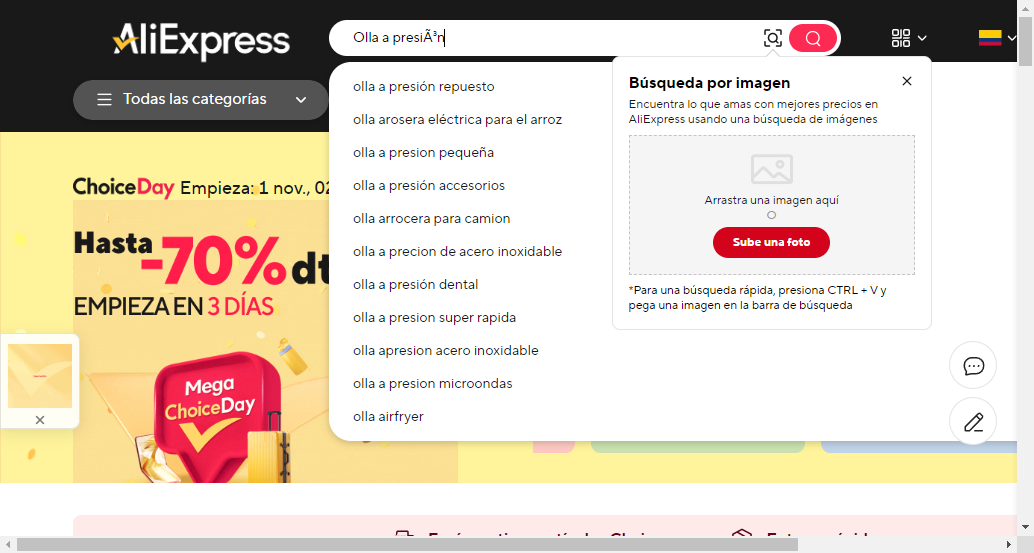 AliExpress
Olla a presiÃ³n
Todas las categorías
olla a presión repuesto
olla arosera eléctrica para el arroz
olla a presion pequeña
olla a presión accesorios
olla arrocera para camion
olla a precion de acero inoxidable
olla a presión dental
olla a presion super rapida
olla apresion acero inoxidable
olla a presion microondas
olla airfryer
Búsqueda por imagen
Encuentra lo que amas con mejores precios en
AliExpress usando una búsqueda de imágenes
Arrastra una imagen aquí
O
Sube una foto
*Para una búsqueda rápida, presiona CTRL + V y
pega una imagen en la barra de búsqueda
ChoiceDay Empieza: 1 nov., 02
Hasta
-70% dt
EMPIEZA EN 3 DÍAS
Mega
ChoiceDay